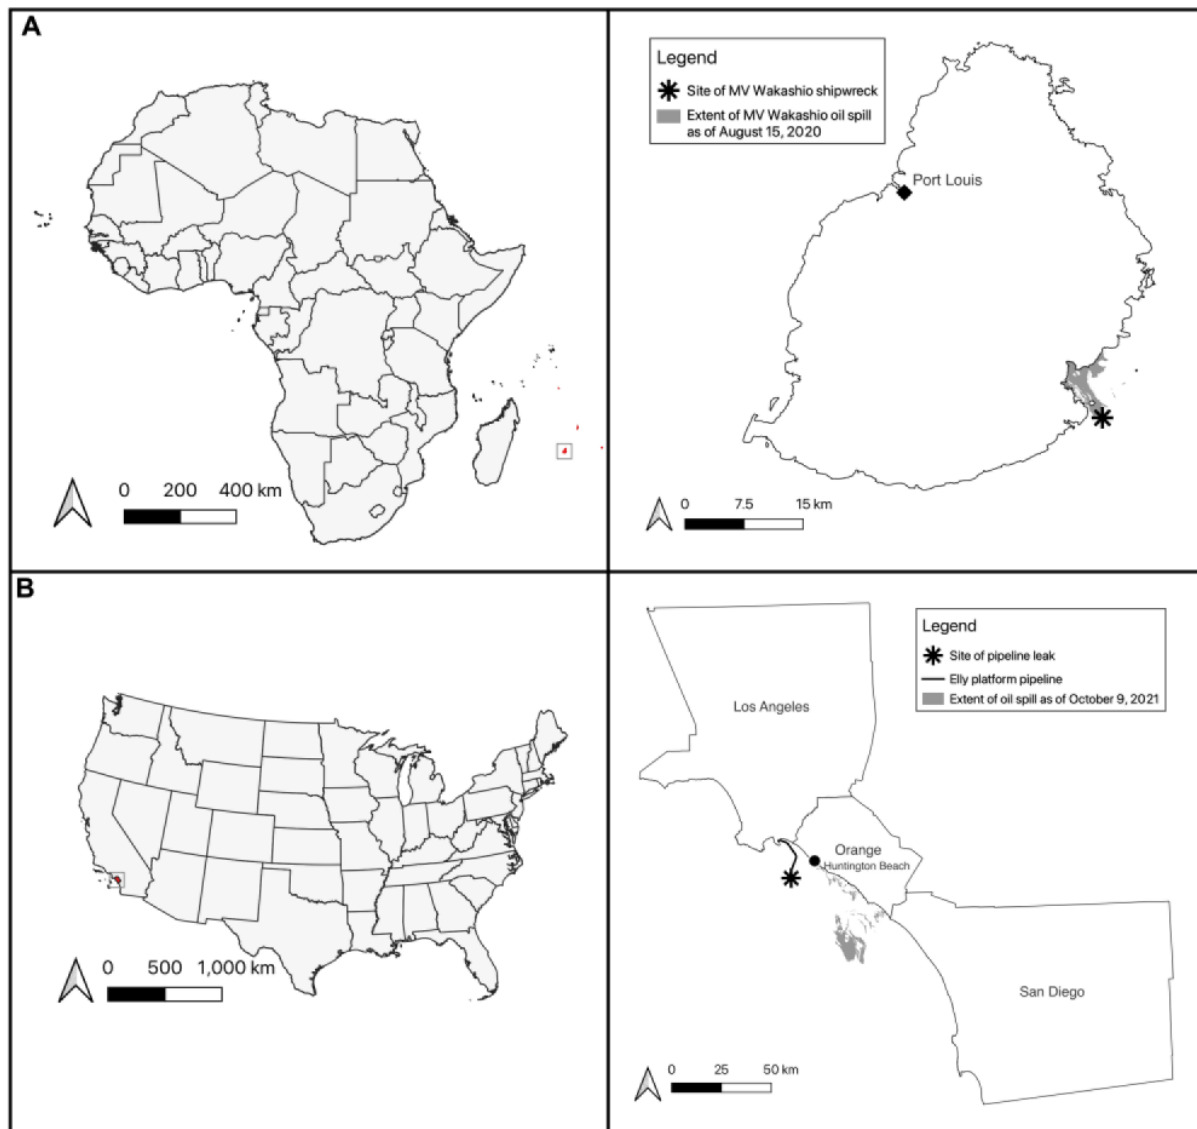 A
Legend
Site of MV Wakashio shipwreck
Extent of MV Wakashio oil spill
as of August 15, 2020
Port Louis
0 200 400 km
0 7.5 15 km
B
Legend
Site of pipeline leak
Elly platform pipeline
Extent of oil spill as of October 9, 2021
Los Angeles
Orange
Huntington Beach
San Diego
0 500 1,000 km
0 25 50 km